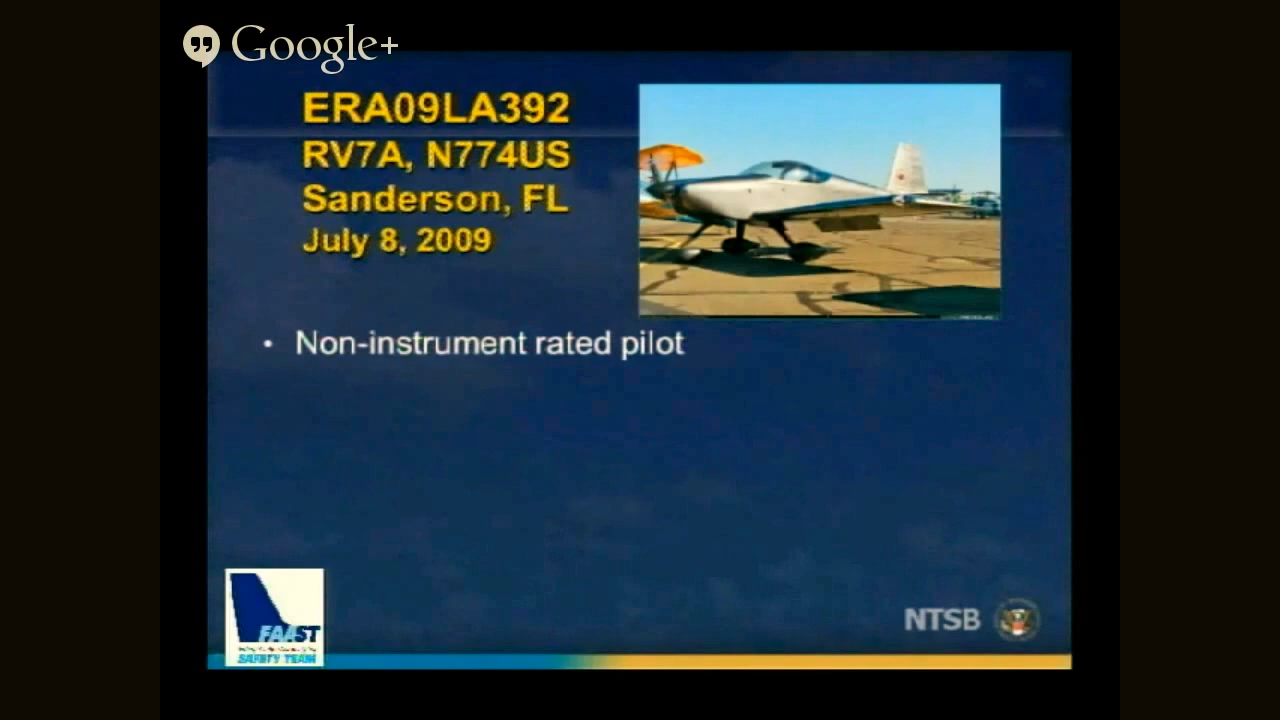 Google+
ERA09LA392
RV7A, N774US
Sanderson, FL
July 8, 2009
• Non-instrument rated pilot
FAAST
SAFETY TEAM
NTSB